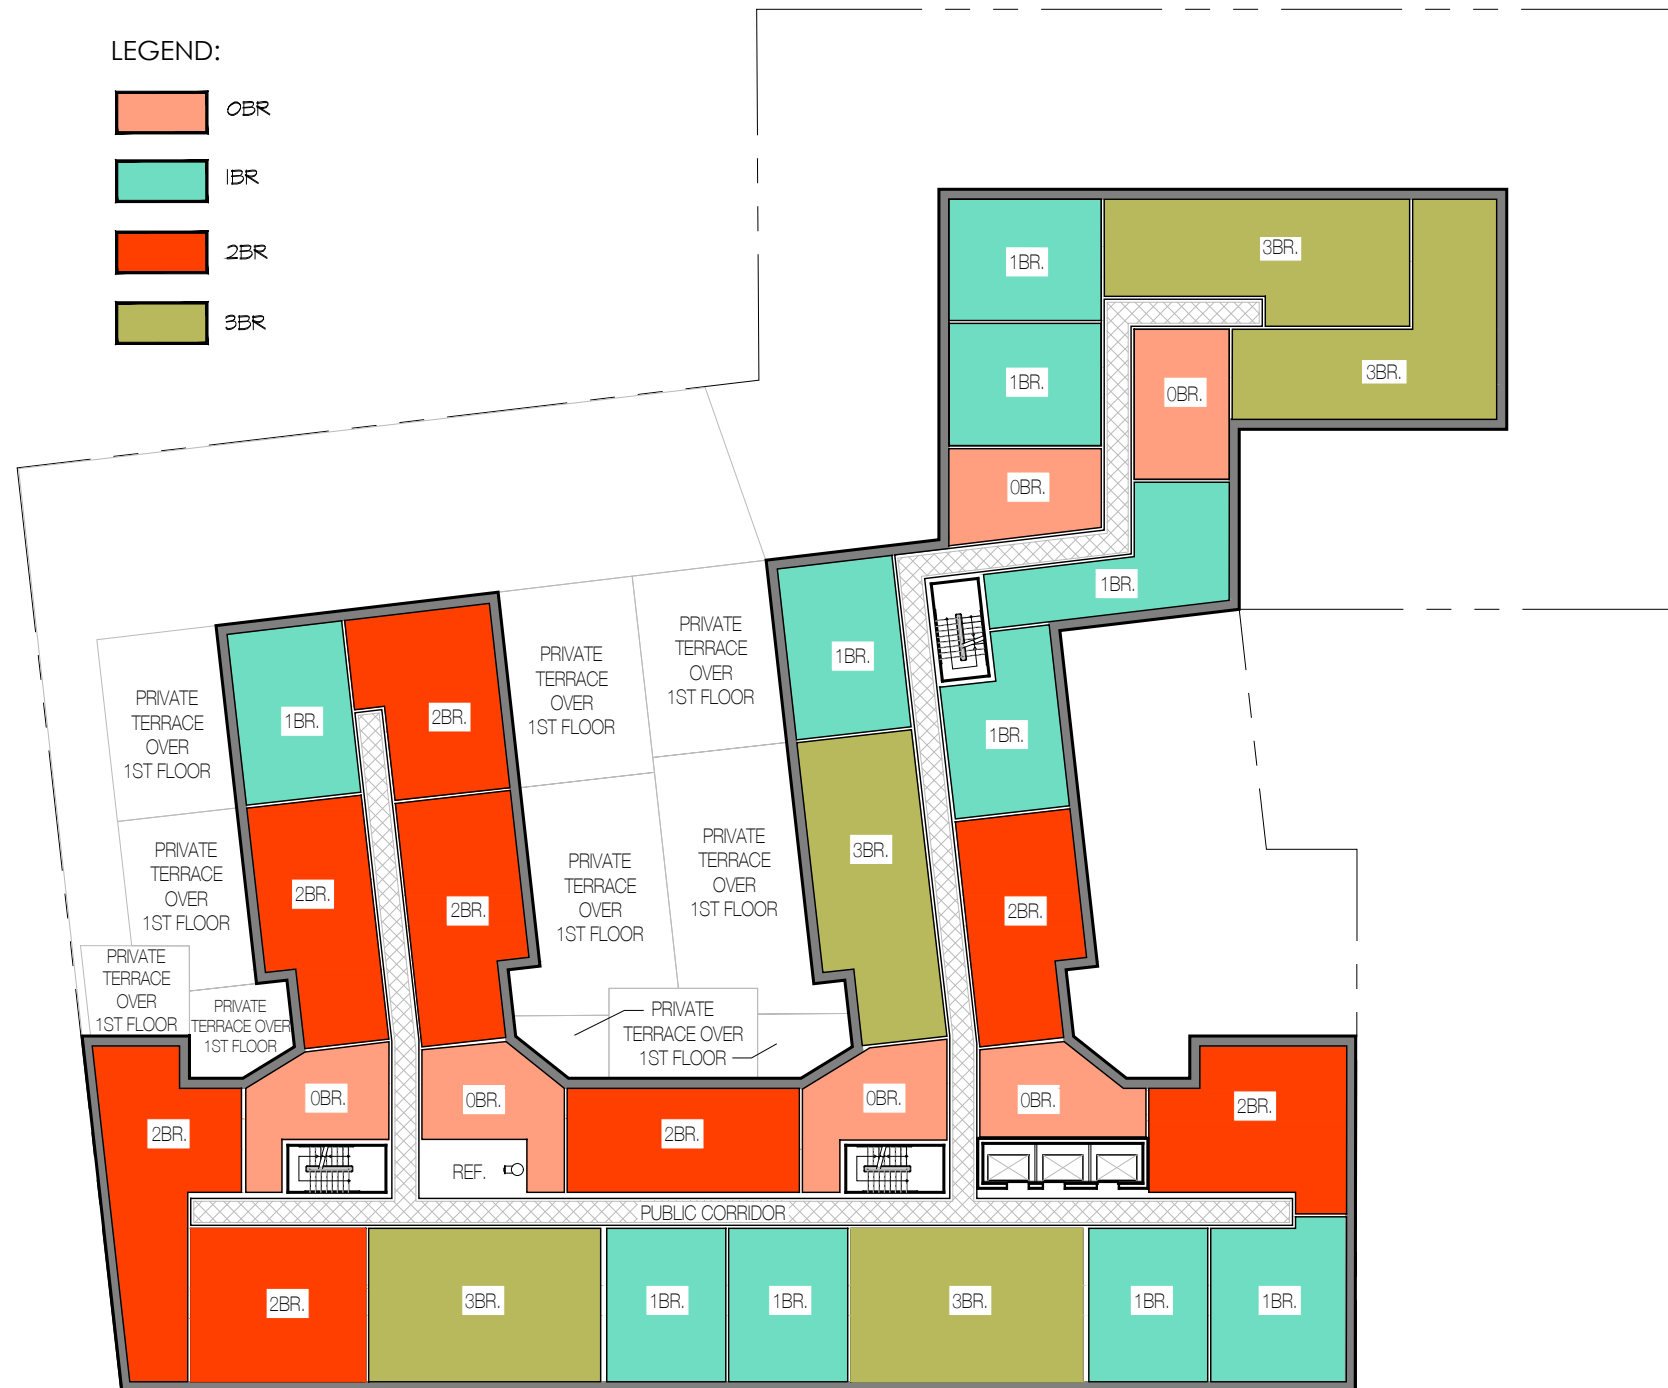 LEGEND:
0BR
1BR
2BR
3BR
1BR.
3BR.
1BR.
0BR.
3BR.
0BR.
1BR.
PRIVATE
TERRACE
OVER
1ST FLOOR
PRIVATE
TERRACE
OVER
1ST FLOOR
PRIVATE
TERRACE
OVER
1ST FLOOR
1BR.
2BR.
1BR.
1BR.
PRIVATE
TERRACE
OVER
1ST FLOOR
PRIVATE
TERRACE
OVER
1ST FLOOR
PRIVATE
TERRACE
OVER
1ST FLOOR
2BR.
2BR.
3BR.
2BR.
PRIVATE
TERRACE
OVER
1ST FLOOR
PRIVATE
TERRACE OVER
1ST FLOOR
PRIVATE
TERRACE OVER
1ST FLOOR
2BR.
0BR.
0BR.
2BR.
0BR.
0BR.
2BR.
REF.
PUBLIC CORRIDOR
2BR.
3BR.
1BR.
1BR.
3BR.
1BR.
1BR.